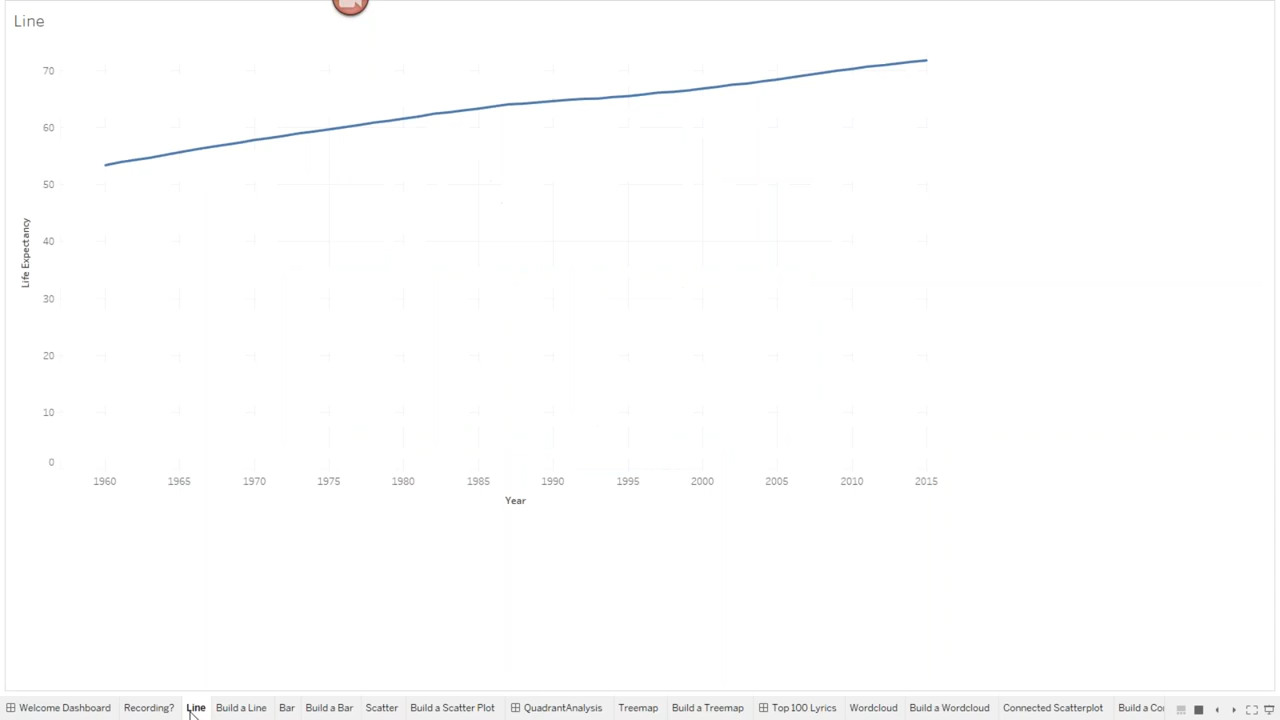 Line
70
60
50
40
30
20
10
0
Life Expectancy
1960 1965 1970 1975 1980 1985 1990 1995 2000 2005 2010 2015
Year
Welcome Dashboard Recording? Line Build a Line Bar Build a Bar Scatter Build a Scatter Plot QuadrantAnalysis Treemap Build a Treemap Top 100 Lyrics Wordcloud Build a Wordcloud Connected Scatterplot Build a Co